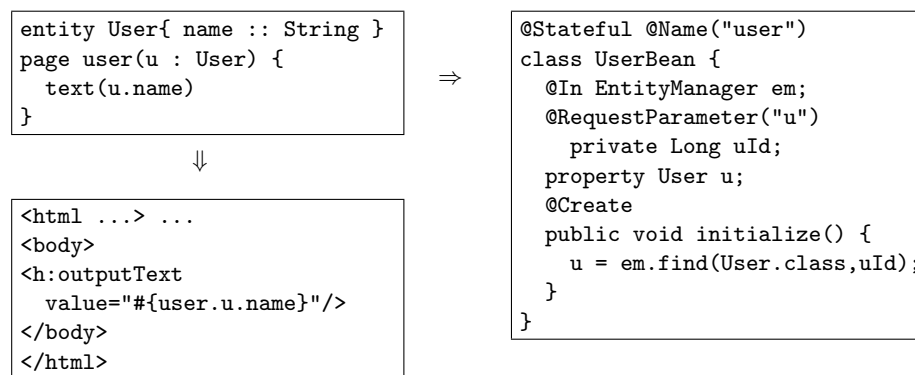 entity User{ name :: String }
page user(u : User) {
  text(u.name)
}
⇒
⇓
<html ...> ...
<body>
<h:outputText
  value="#{user.u.name}"/>
</body>
</html>
@Stateful @Name("user")
class UserBean {
  @In EntityManager em;
  @RequestParameter("u")
    private Long uId;
  property User u;
  @Create
  public void initialize() {
    u = em.find(User.class,uId);
  }
}